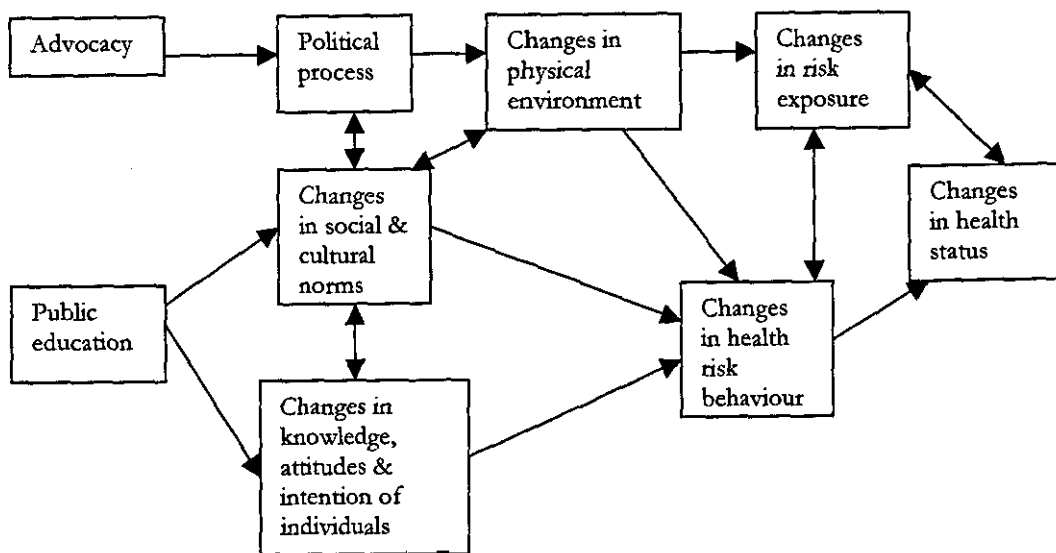 Advocacy
Political
process
Changes in
physical
environment
Changes
in risk
exposure
Changes
in social &
cultural
norms
Changes
in health
status
Public
education
Changes
in health
risk
behaviour
Changes in
knowledge,
attitudes &
intention of
individuals